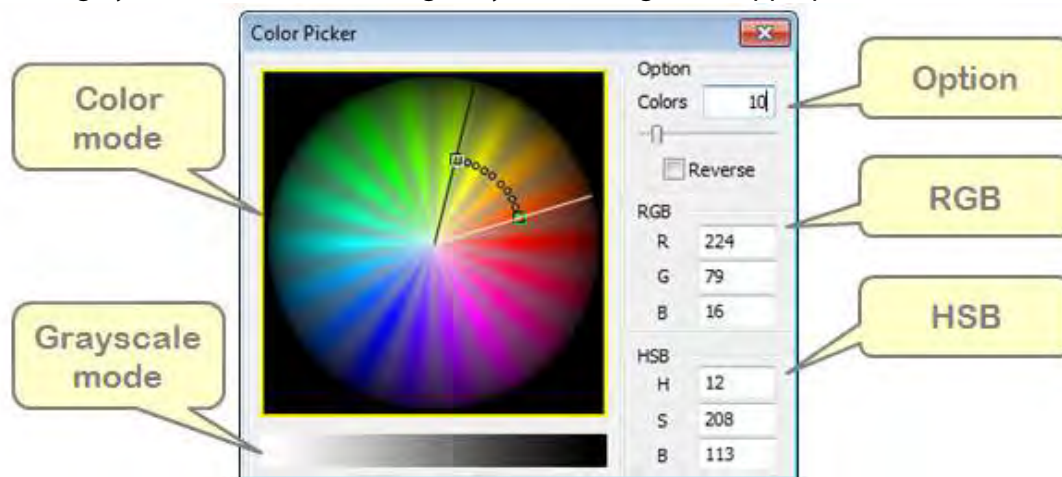 Color Picker
Color
mode
Grayscale
mode
Option
Colors 10
Reverse
RGB
R 224
G 79
B 16
HSB
H 12
S 208
B 113
Option
RGB
HSB